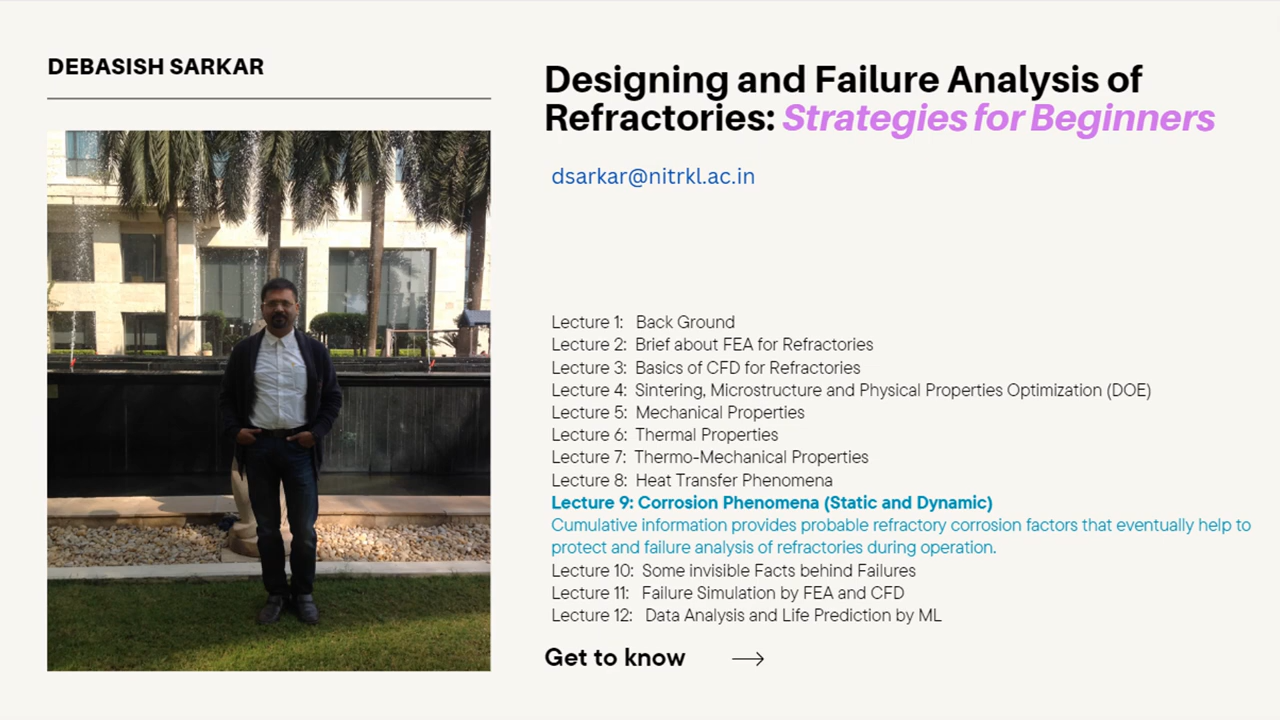 DEBASISH SARKAR
Designing and Failure Analysis of
Refractories: Strategies for Beginners
dsarkar@nitrkl.ac.in
Lecture 1: Back Ground
Lecture 2: Brief about FEA for Refractories
Lecture 3: Basics of CFD for Refractories
Lecture 4: Sintering, Microstructure and Physical Properties Optimization (DOE)
Lecture 5: Mechanical Properties
Lecture 6: Thermal Properties
Lecture 7: Thermo-Mechanical Properties
Lecture 8: Heat Transfer Phenomena
Lecture 9: Corrosion Phenomena (Static and Dynamic)
Cumulative information provides probable refractory corrosion factors that eventually help to
protect and failure analysis of refractories during operation.
Lecture 10: Some invisible Facts behind Failures
Lecture 11: Failure Simulation by FEA and CFD
Lecture 12: Data Analysis and Life Prediction by ML
Get to know